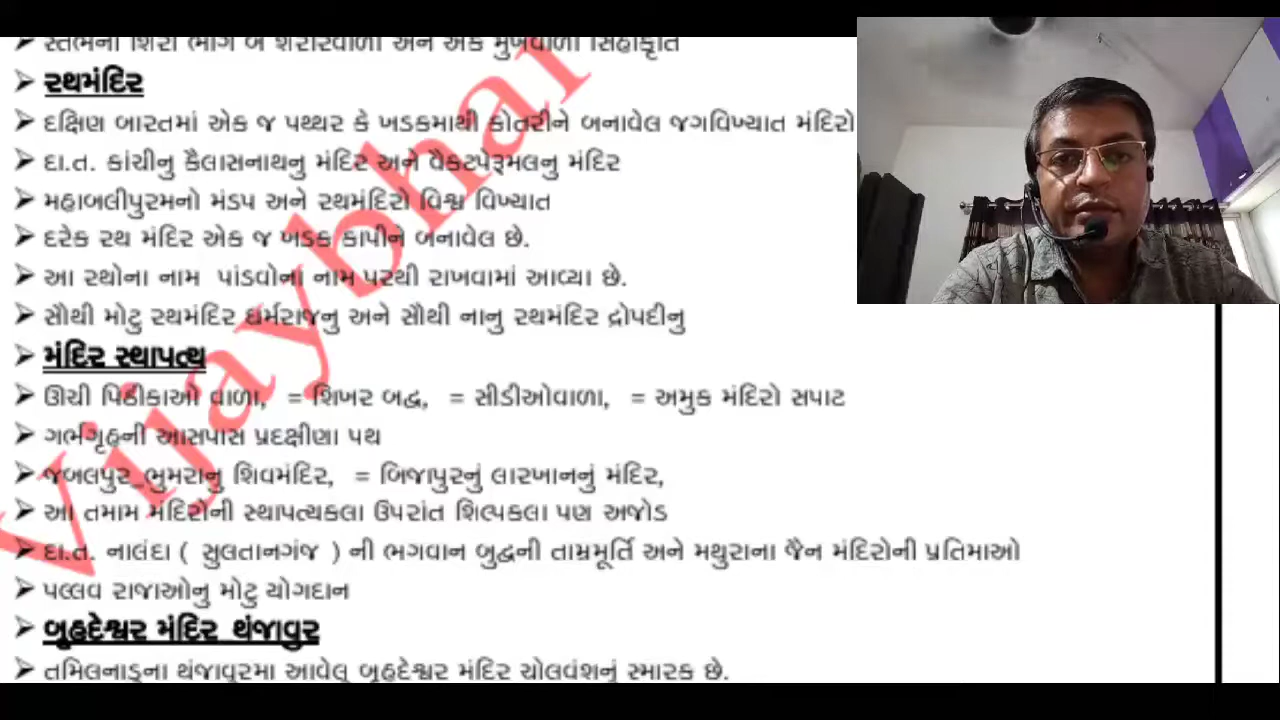 સ્તંભની શિરો ભાગ બે શરીરવાળી અને એક મુખવાળી સિંહાકૃતિ
➤ રથમંદિર
➤ દક્ષિણ બારતમાં એક જ પથ્થર કે ખડકમાથી કોતરીને બનાવેલ જગવિખ્યાત મંદિરો
➤ દા.ત. કાંચીનુ કૈલાસનાથનુ મંદિર અને વૈકટપેરૂમલનુ મંદિર
➤ મહાબલીપુરમનો મંડપ અને રથમંદિરો વિશ્વ વિખ્યાત
➤ દરેક રથ મંદિર એક જ ખડક કાપીને બનાવેલ છે.
➤ આ રથોના નામ પાંડવોના નામ પરથી રાખવામાં આવ્યા છે.
➤ સૌથી મોટુ રથમંદિર ધર્મરાજનુ અને સૌથી નાનુ રથમંદિર દ્રોપદીનુ
➤ મંદિર સ્થાપત્ય
➤ ઊચી પિઠીકાઓ વાળા, = શિખર બદ્ધ, = સીડીઓવાળા, = અમુક મંદિરો સપાટ
➤ ગર્ભગૃહની આસપાસ પ્રદક્ષીણા પથ
➤ જબલપુર_ભુમરાનુ શિવમંદિર, = બિજાપુરનું લારખાનનું મંદિર,
➤ આ તમામ મંદિરોની સ્થાપત્યકલા ઉપરાંત શિલ્પકલા પણ અજોડ
➤ દા.ત. નાલંદા ( સુલતાનગંજ ) ની ભગવાન બુદ્ધની તામ્રમૂર્તિ અને મથુરાના જૈન મંદિરોની પ્રતિમાઓ
➤ પલ્લવ રાજાઓનુ મોટુ યોગદાન
➤ બૃહદેશ્વર મંદિર થંજાવુર
➤ તમિલનાડુના થંજાવૂરમા આવેલ બૃહદેશ્વર મંદિર ચોલવંશનું સ્મારક છે.
Vijaybhai